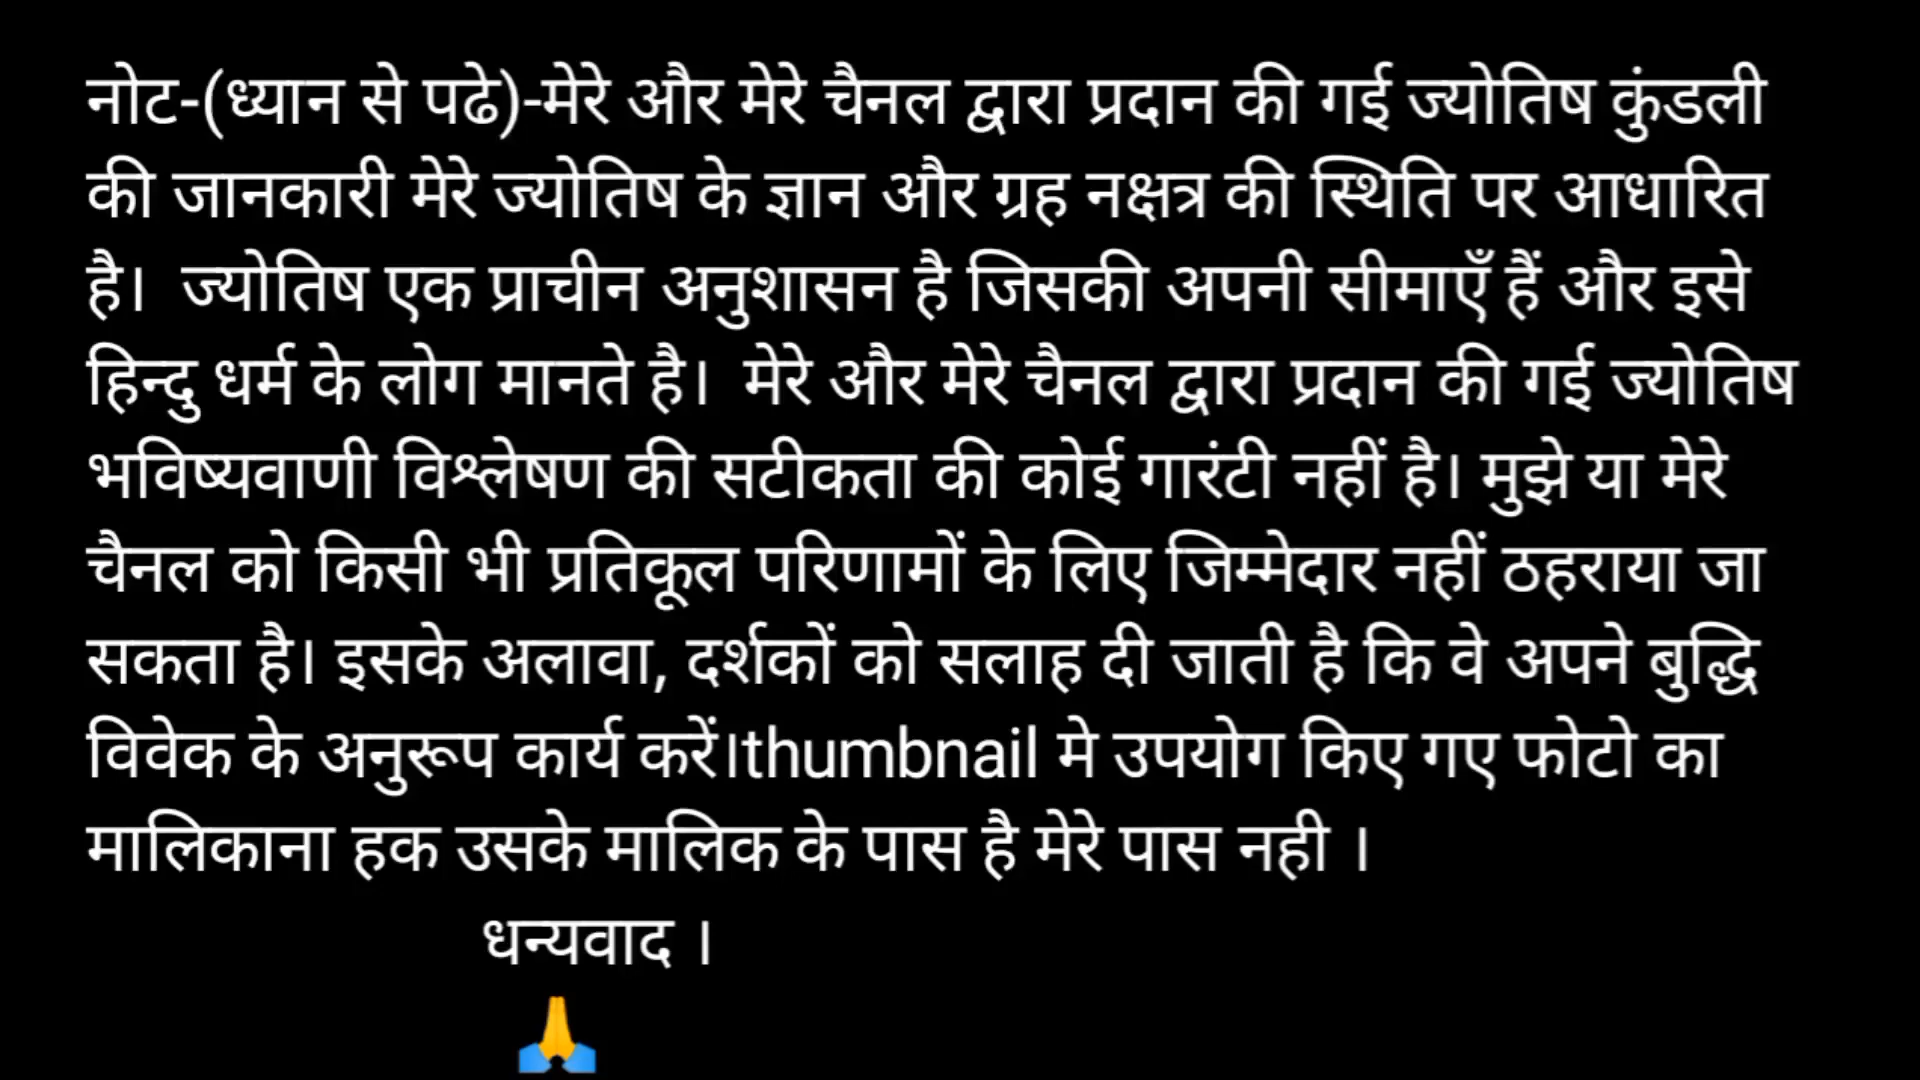 नोट-(ध्यान से पढे)-मेरे और मेरे चैनल द्वारा प्रदान की गई ज्योतिष कुंडली
की जानकारी मेरे ज्योतिष के ज्ञान और ग्रह नक्षत्र की स्थिति पर आधारित
है।  ज्योतिष एक प्राचीन अनुशासन है जिसकी अपनी सीमाएँ हैं और इसे
हिन्दु धर्म के लोग मानते है।  मेरे और मेरे चैनल द्वारा प्रदान की गई ज्योतिष
भविष्यवाणी विश्लेषण की सटीकता की कोई गारंटी नहीं है। मुझे या मेरे
चैनल को किसी भी प्रतिकूल परिणामों के लिए जिम्मेदार नहीं ठहराया जा
सकता है। इसके अलावा, दर्शकों को सलाह दी जाती है कि वे अपने बुद्धि
विवेक के अनुरूप कार्य करें।thumbnail मे उपयोग किए गए फोटो का
मालिकाना हक उसके मालिक के पास है मेरे पास नही ।
धन्यवाद ।
🙏